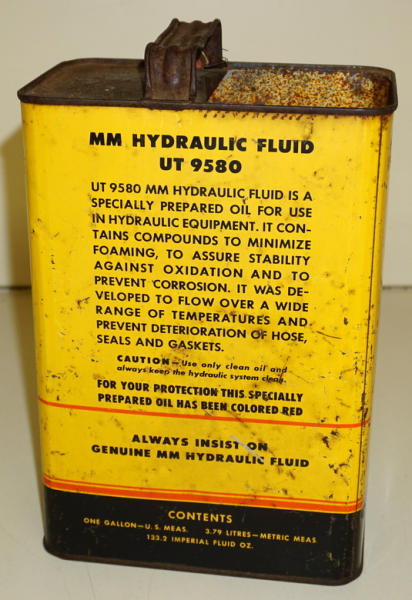 MM HYDRAULIC FLUID
UT 9580
UT 9580 MM HYDRAULIC FLUID IS A
SPECIALLY PREPARED OIL FOR USE
IN HYDRAULIC EQUIPMENT. IT CON-
TAINS COMPOUNDS TO MINIMIZE
FOAMING, TO ASSURE STABILITY
AGAINST OXIDATION AND TO
PREVENT CORROSION. IT WAS DE-
VELOPED TO FLOW OVER A WIDE
RANGE OF TEMPERATURES AND
PREVENT DETERIORATION OF HOSE,
SEALS AND GASKETS.
CAUTION—Use only clean oil and
always keep the hydraulic system clean.
FOR YOUR PROTECTION THIS SPECIALLY
PREPARED OIL HAS BEEN COLORED RED
ALWAYS INSIST ON
GENUINE MM HYDRAULIC FLUID
CONTENTS
ONE GALLON—U.S. MEAS. 3.79 LITRES—METRIC MEAS.
133.2 IMPERIAL FLUID OZ.